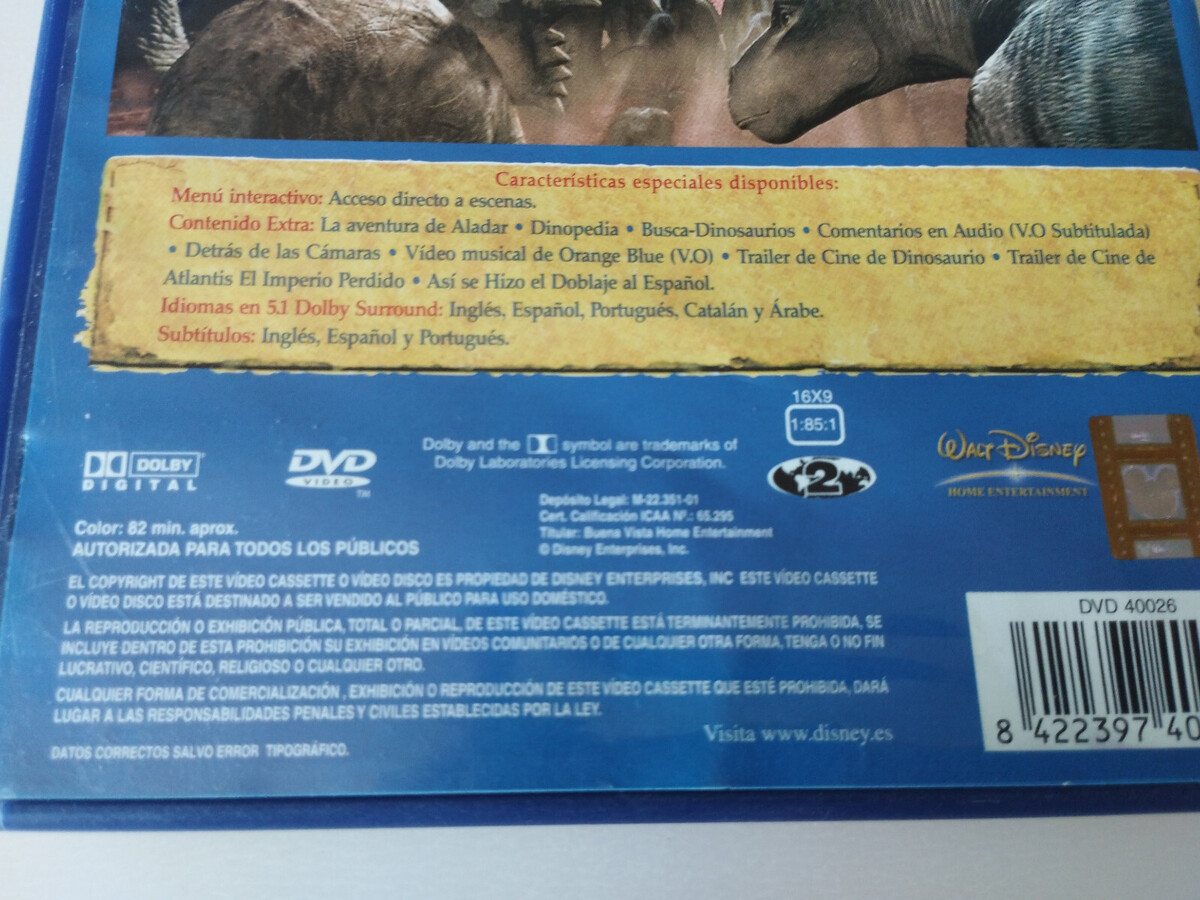 Características especiales disponibles:
Menú interactivo: Acceso directo a escenas.
Contenido Extra: La aventura de Aladar • Dinopedia • Busca-Dinosaurios • Comentarios en Audio (V.O Subtitulada)
• Detrás de las Cámaras • Vídeo musical de Orange Blue (V.O) • Trailer de Cine de Dinosaurio • Trailer de Cine de
Atlantis El Imperio Perdido • Así se Hizo el Doblaje al Español.
Idiomas en 5.1 Dolby Surround: Inglés, Español, Portugués, Catalán y Árabe.
Subtítulos: Inglés, Español y Portugués.
DOLBY
DIGITAL
DVD
VIDEO
TM
Dolby and the symbol are trademarks of
Dolby Laboratories Licensing Corporation.
16X9
1:85:1
2
WALT DISNEY
HOME ENTERTAINMENT
Depósito Legal: M-22.351-01
Cert. Calificación ICAA Nº.: 65.295
Titular: Buena Vista Home Entertainment
© Disney Enterprises, Inc.
Color: 82 min. aprox.
AUTORIZADA PARA TODOS LOS PÚBLICOS
EL COPYRIGHT DE ESTE VÍDEO CASSETTE O VÍDEO DISCO ES PROPIEDAD DE DISNEY ENTERPRISES, INC ESTE VÍDEO CASSETTE
O VÍDEO DISCO ESTÁ DESTINADO A SER VENDIDO AL PÚBLICO PARA USO DOMÉSTICO.
LA REPRODUCCIÓN O EXHIBICIÓN PÚBLICA, TOTAL O PARCIAL, DE ESTE VÍDEO CASSETTE ESTÁ TERMINANTEMENTE PROHIBIDA, SE
INCLUYE DENTRO DE ESTA PROHIBICIÓN SU EXHIBICIÓN EN VÍDEOS COMUNITARIOS O DE CUALQUIER OTRA FORMA, TENGA O NO FIN
LUCRATIVO, CIENTÍFICO, RELIGIOSO O CUALQUIER OTRO.
CUALQUIER FORMA DE COMERCIALIZACIÓN , EXHIBICIÓN O REPRODUCCIÓN DE ESTE VÍDEO CASSETTE QUE ESTÉ PROHIBIDA, DARÁ
LUGAR A LAS RESPONSABILIDADES PENALES Y CIVILES ESTABLECIDAS POR LA LEY.
Visita www.disney.es
DATOS CORRECTOS SALVO ERROR TIPOGRÁFICO.
DVD 40026
8 422397 40